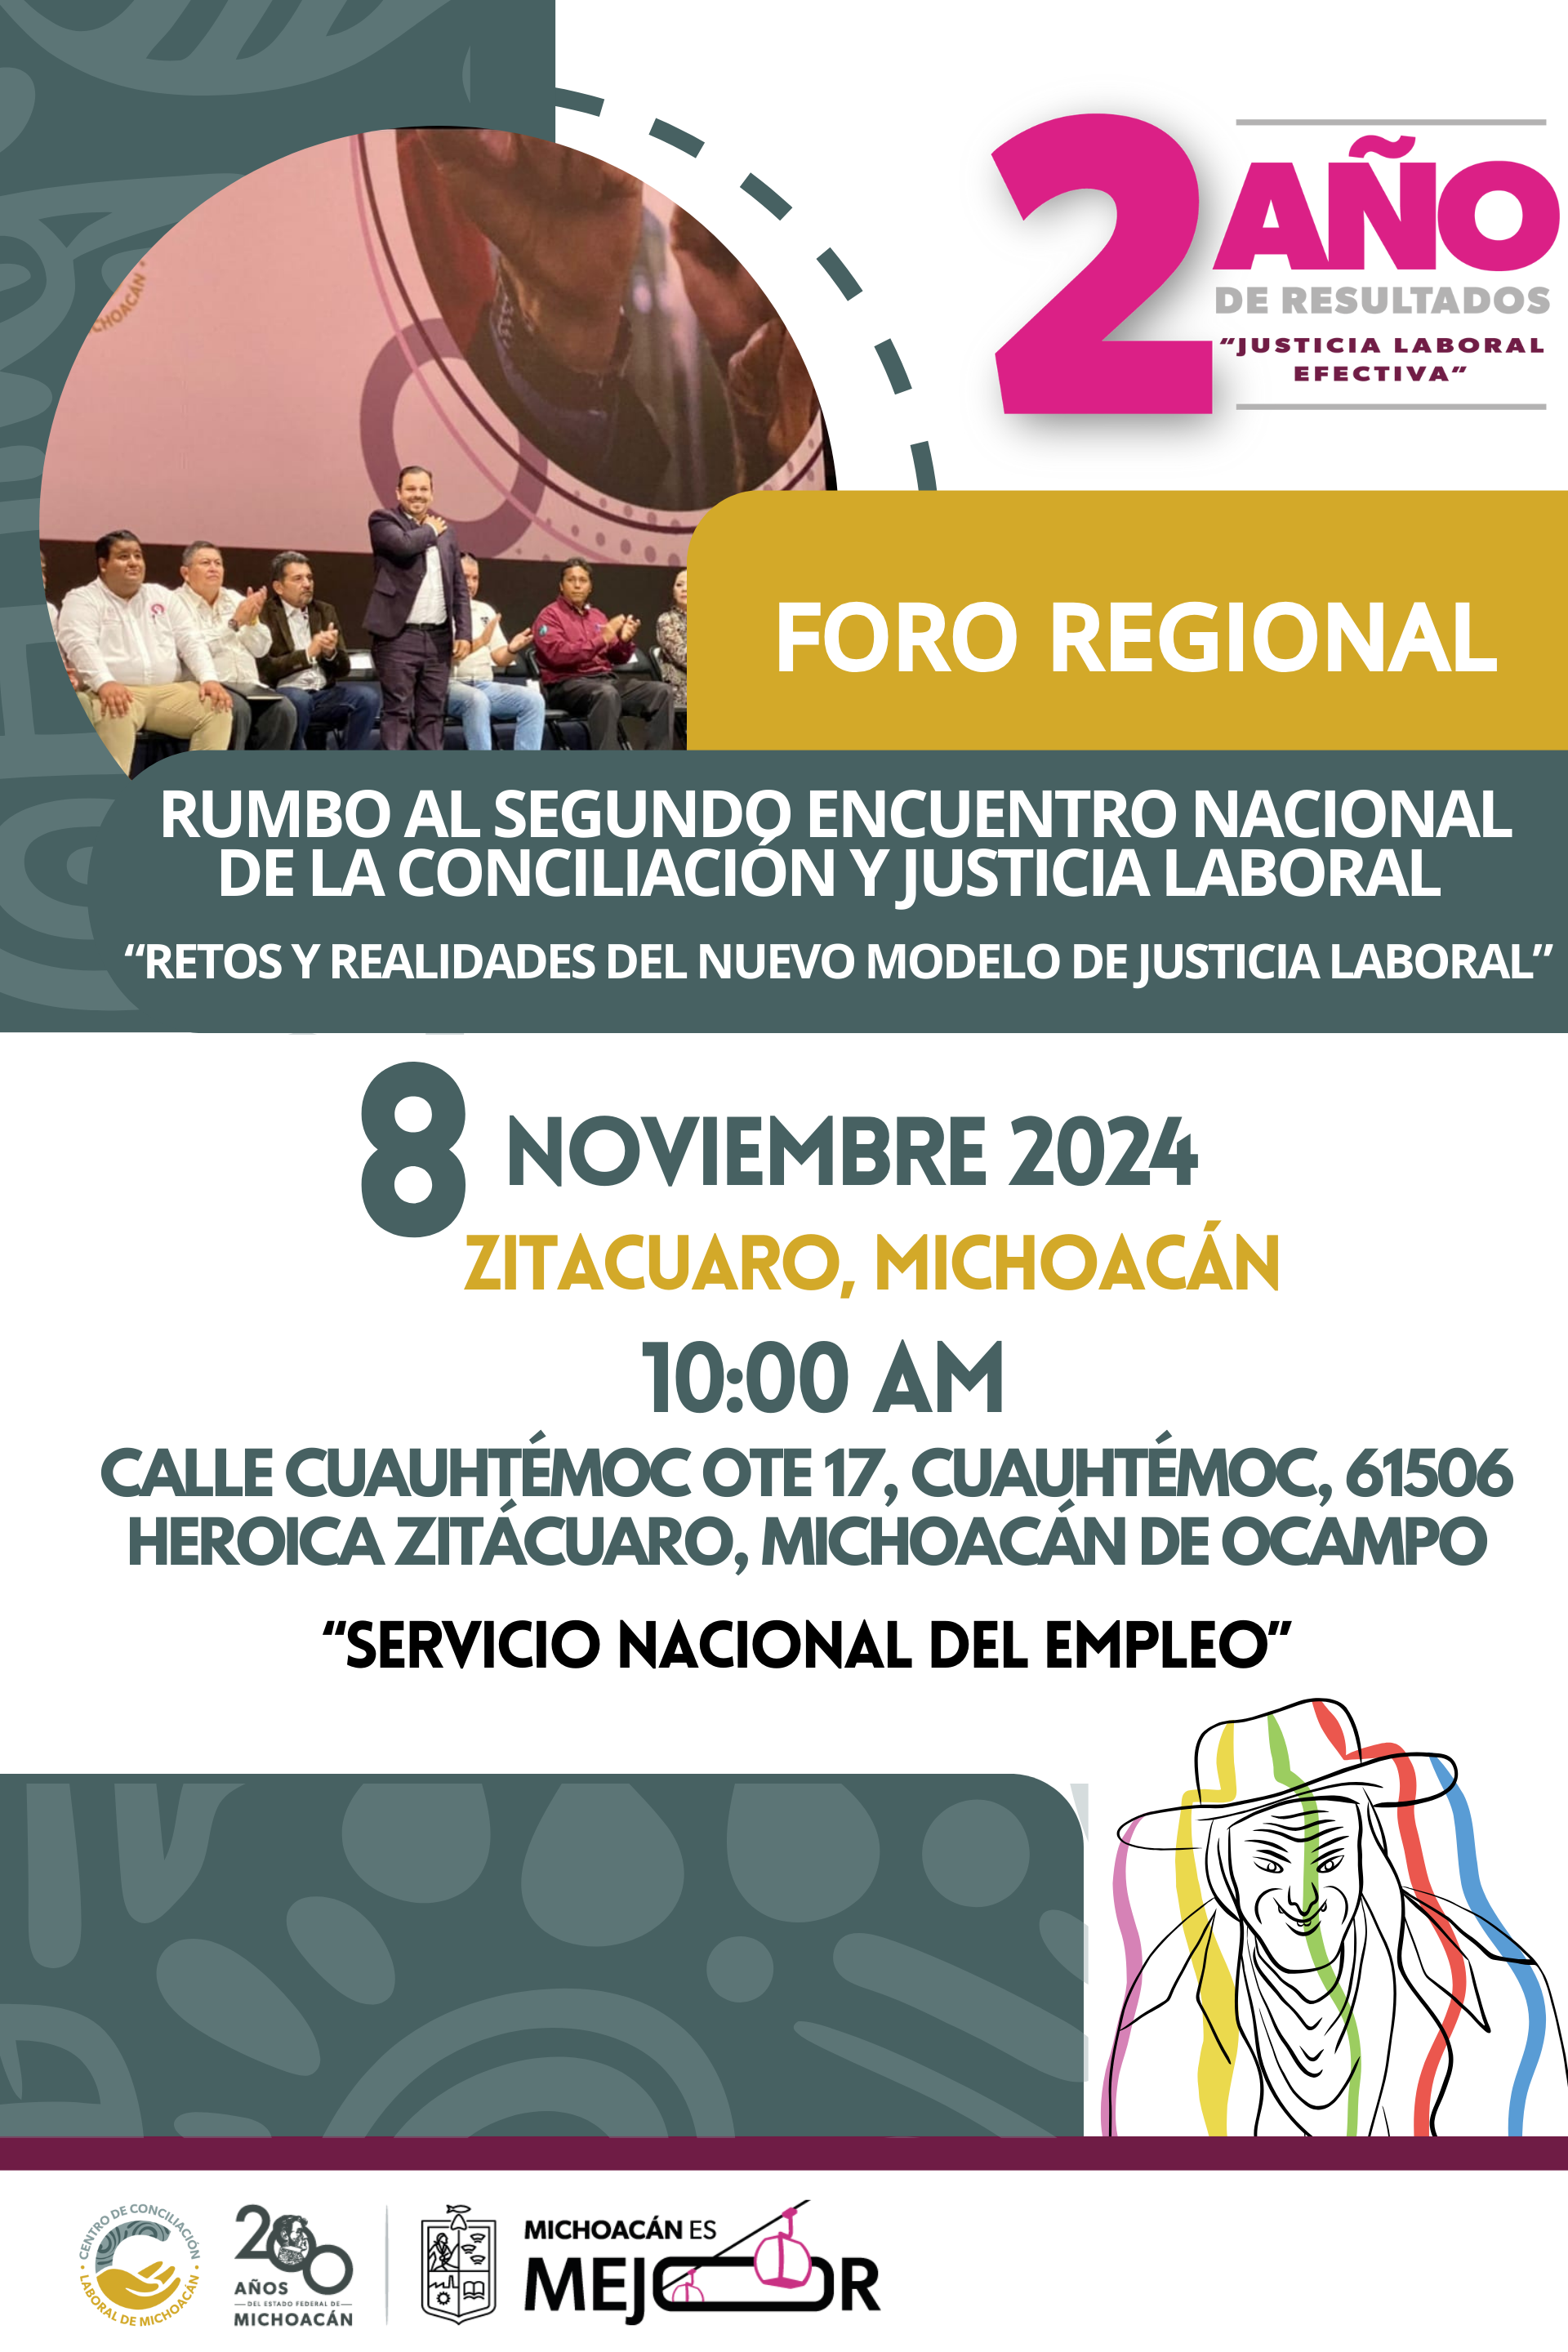 CHOACÁN •
2 AÑO
DE RESULTADOS
"JUSTICIA LABORAL
EFECTIVA"
FORO REGIONAL
RUMBO AL SEGUNDO ENCUENTRO NACIONAL
DE LA CONCILIACIÓN Y JUSTICIA LABORAL
“RETOS Y REALIDADES DEL NUEVO MODELO DE JUSTICIA LABORAL”
8 NOVIEMBRE 2024
ZITACUARO, MICHOACÁN
10:00 AM
CALLE CUAUHTÉMOC OTE 17, CUAUHTÉMOC, 61506
HEROICA ZITÁCUARO, MICHOACÁN DE OCAMPO
“SERVICIO NACIONAL DEL EMPLEO”
CENTRO DE CONCILIACIÓN
• LABORAL DE MICHOACÁN •
200
AÑOS
DEL ESTADO FEDERAL DE
MICHOACÁN
MICHOACÁN ES
MEJOR